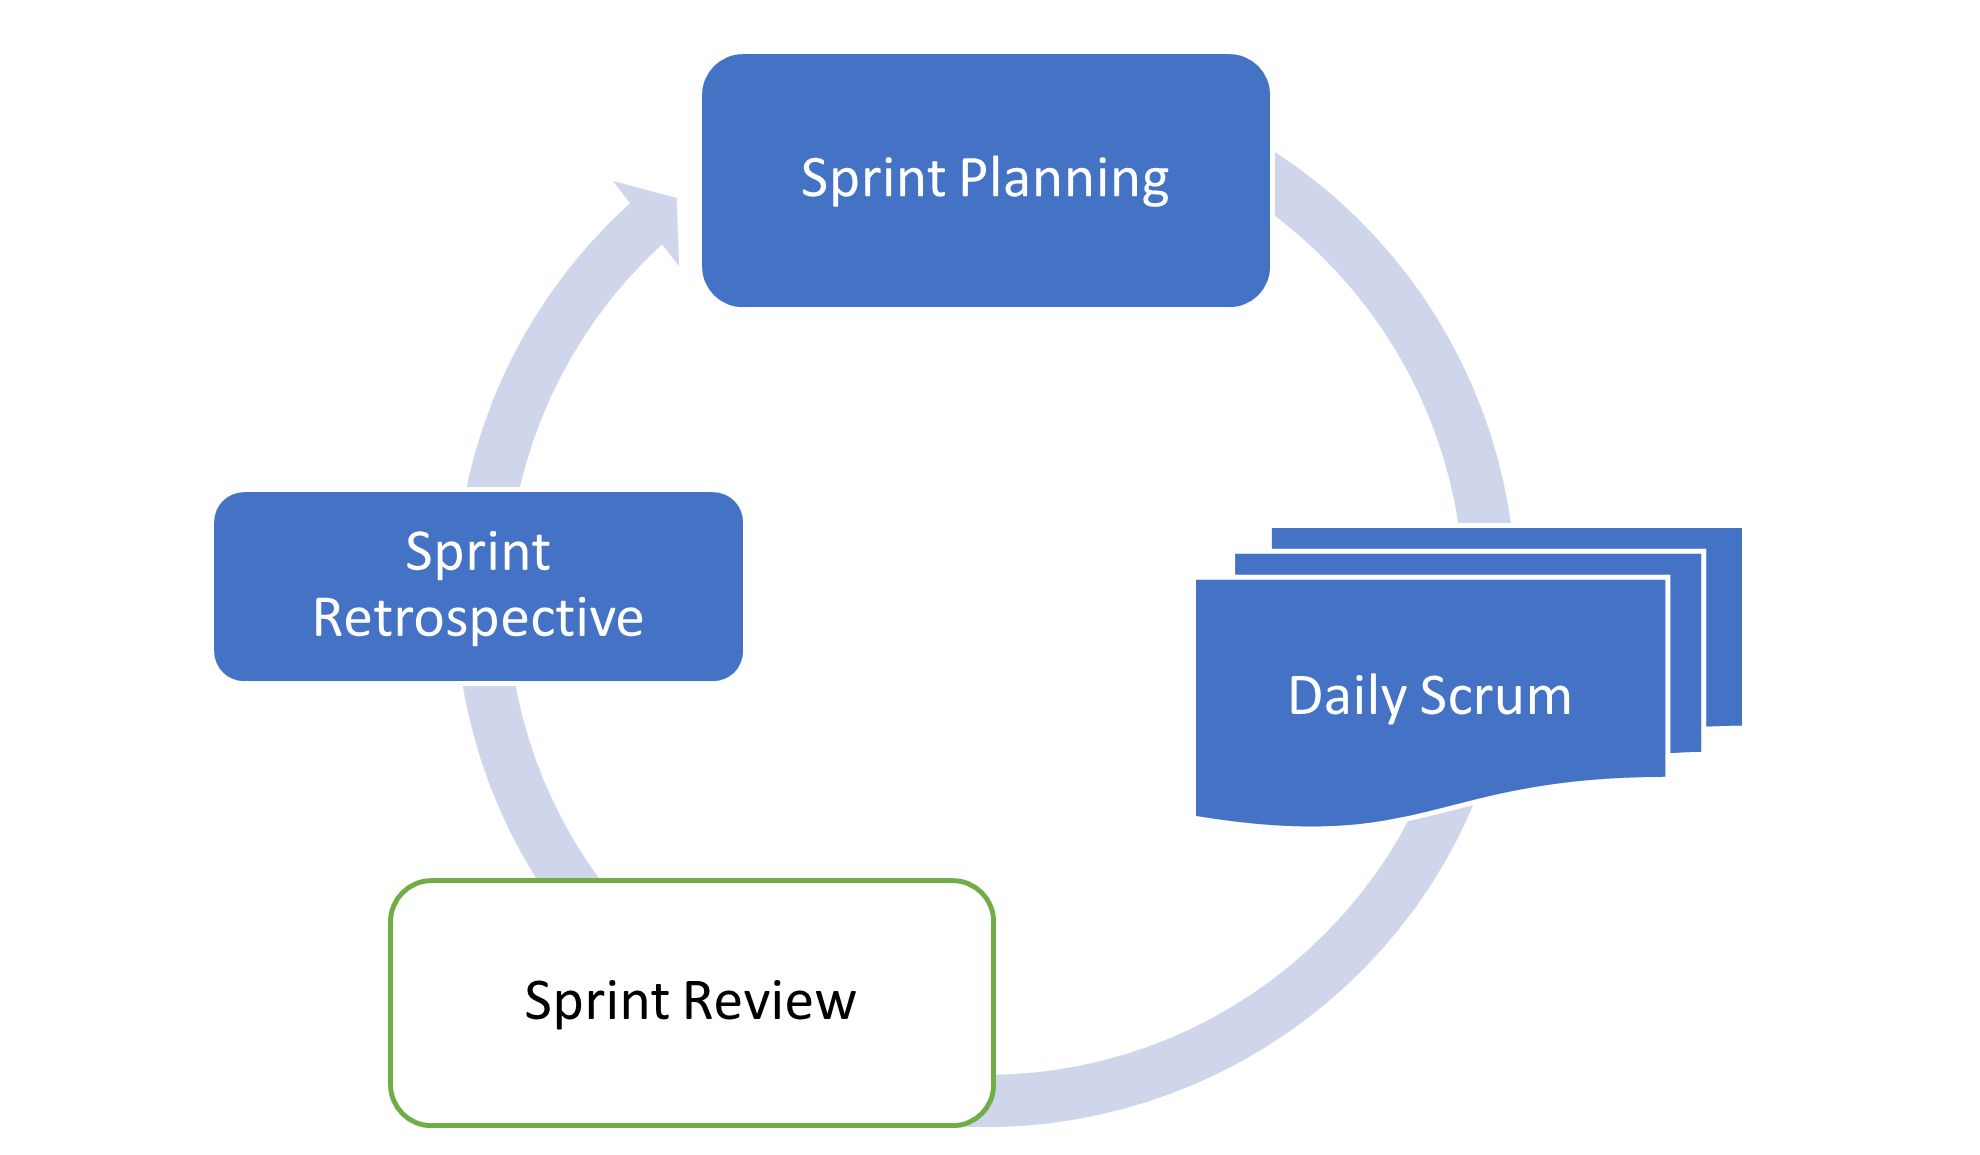 Sprint Planning
Daily Scrum
Sprint Review
Sprint
Retrospective